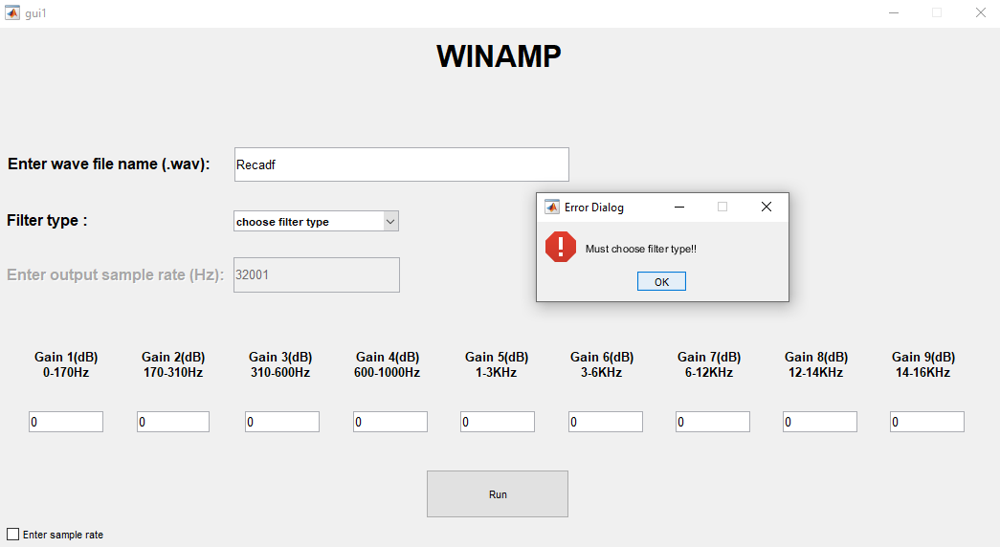 gui1
WINAMP
Enter wave file name (.wav):
Recadf
Filter type :
choose filter type
Enter output sample rate (Hz):
32001
Error Dialog
Must choose filter type!!
OK
Gain 1(dB)
0-170Hz
Gain 2(dB)
170-310Hz
Gain 3(dB)
310-600Hz
Gain 4(dB)
600-1000Hz
Gain 5(dB)
1-3KHz
Gain 6(dB)
3-6KHz
Gain 7(dB)
6-12KHz
Gain 8(dB)
12-14KHz
Gain 9(dB)
14-16KHz
0
0
0
0
0
0
0
0
0
Run
Enter sample rate